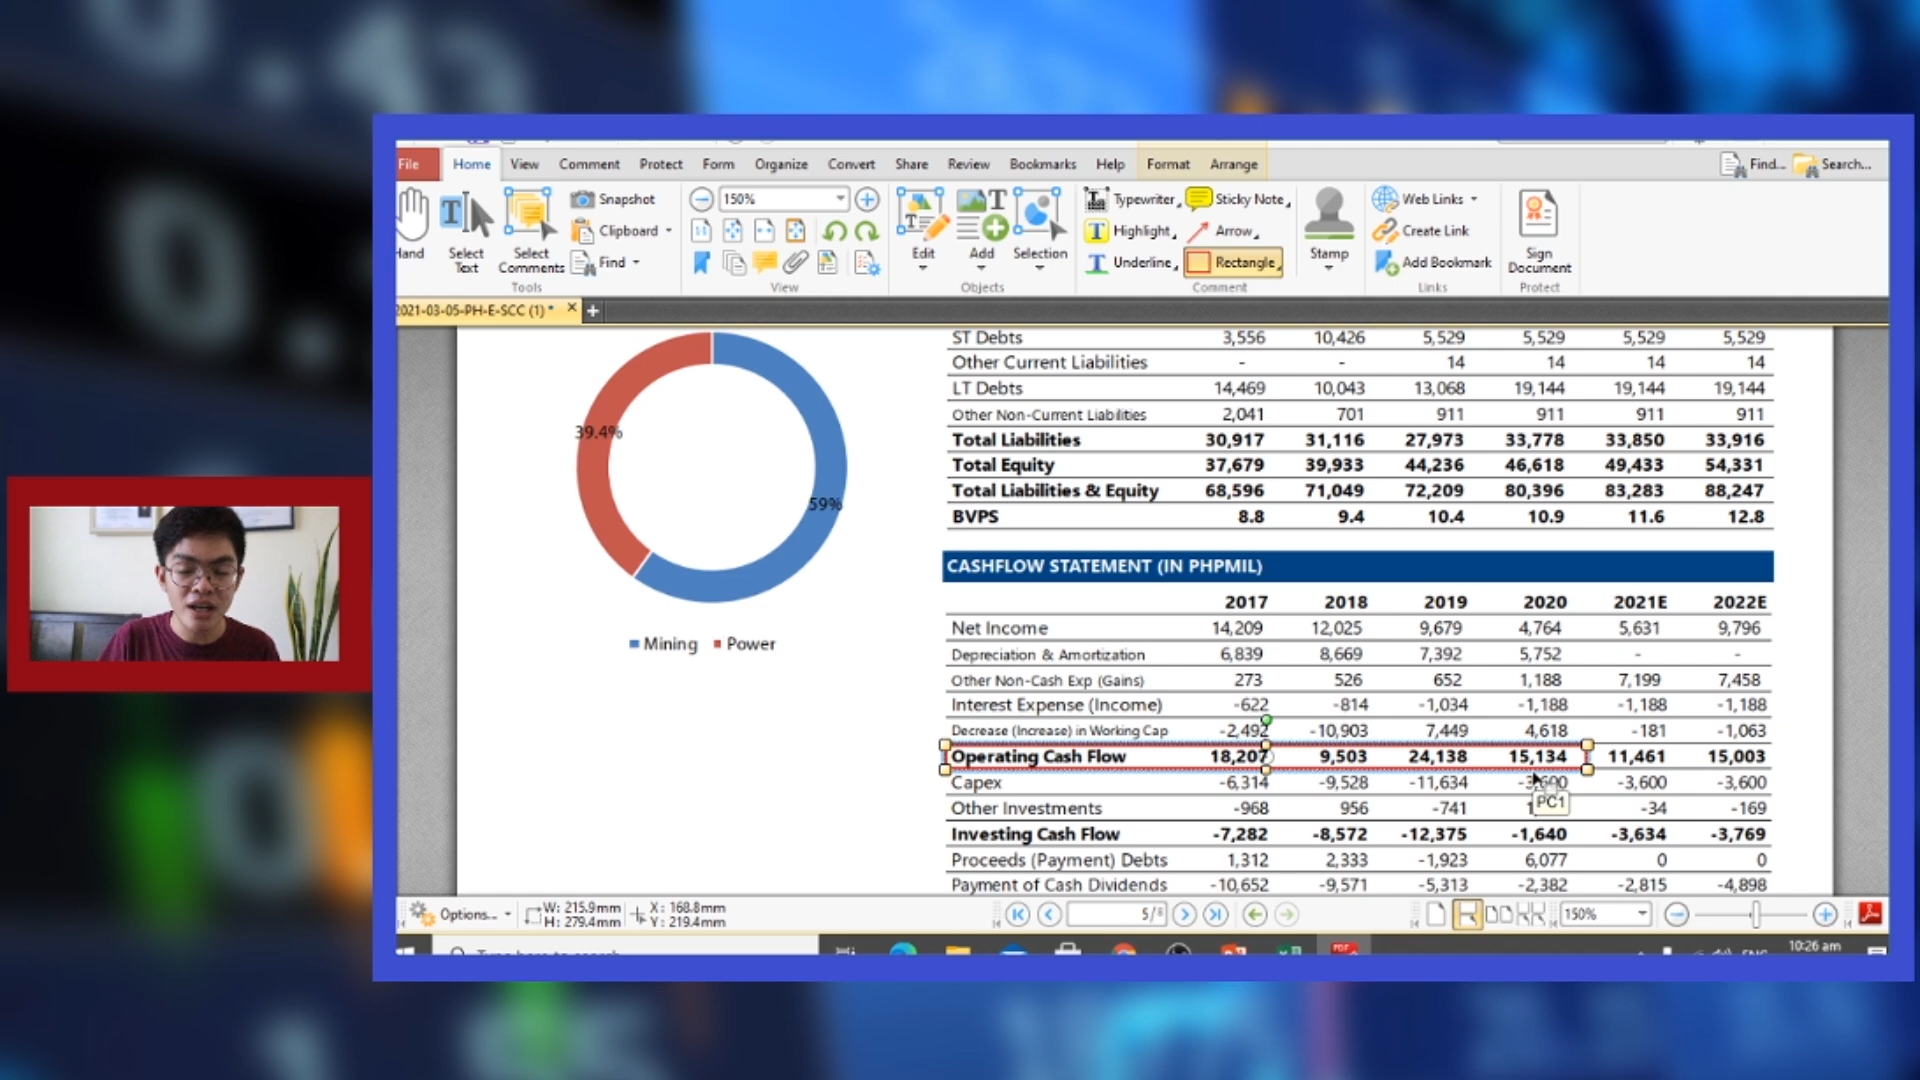 File Home View Comment Protect Form Organize Convert Share Review Bookmarks Help Format Arrange Find... Search...
Snapshot 150% Typewriter Sticky Note Web Links
Clipboard Highlight Arrow Create Link
Hand Select Text Select Comments Find Edit Add Selection Underline Rectangle Stamp Add Bookmark Sign Document
Tools View Objects Comment Links Protect
2021-03-05-PH-E-SCC (1) *
39.4%
59%
Mining Power
ST Debts 3,556 10,426 5,529 5,529 5,529 5,529
Other Current Liabilities - - 14 14 14 14
LT Debts 14,469 10,043 13,068 19,144 19,144 19,144
Other Non-Current Liabilities 2,041 701 911 911 911 911
Total Liabilities 30,917 31,116 27,973 33,778 33,850 33,916
Total Equity 37,679 39,933 44,236 46,618 49,433 54,331
Total Liabilities & Equity 68,596 71,049 72,209 80,396 83,283 88,247
BVPS 8.8 9.4 10.4 10.9 11.6 12.8
CASHFLOW STATEMENT (IN PHPMIL)
2017 2018 2019 2020 2021E 2022E
Net Income 14,209 12,025 9,679 4,764 5,631 9,796
Depreciation & Amortization 6,839 8,669 7,392 5,752 - -
Other Non-Cash Exp (Gains) 273 526 652 1,188 7,199 7,458
Interest Expense (Income) -622 -814 -1,034 -1,188 -1,188 -1,188
Decrease (Increase) in Working Cap -2,492 -10,903 7,449 4,618 -181 -1,063
Operating Cash Flow 18,207 9,503 24,138 15,134 11,461 15,003
Capex -6,314 -9,528 -11,634 -3,600 -3,600 -3,600
Other Investments -968 956 -741 -34 -169
PC1
Investing Cash Flow -7,282 -8,572 -12,375 -1,640 -3,634 -3,769
Proceeds (Payment) Debts 1,312 2,333 -1,923 6,077 0 0
Payment of Cash Dividends -10,652 -9,571 -5,313 -2,382 -2,815 -4,898
Options... W: 215.9mm X: 168.8mm 150%
H: 279.4mm Y: 219.4mm
10:26 am